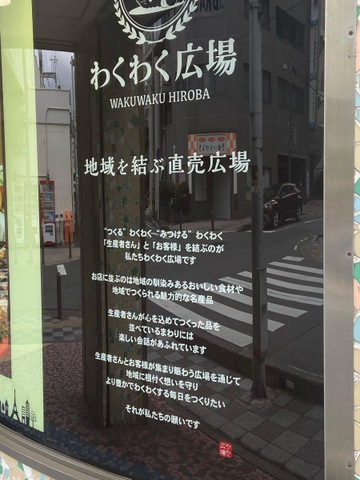 わくわく広場
WAKUWAKU HIROBA
地域を結ぶ直売広場
“つくる”わくわく―“みつける”わくわく
「生産者さん」と「お客様」を結ぶのが
私たちわくわく広場です
お店に並ぶのは地域の馴染みあるおいしい食材や
地域でつくられる魅力的な名産品
生産者さんが心を込めてつくった品を
並べているまわりには
楽しい会話があふれています
生産者さんとお客様が集まり賑わう広場を通じて
地域に根付く想いを守り
より豊かでわくわくする毎日をつくりたい
それが私たちの願いです